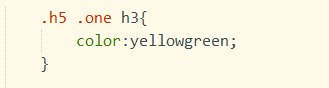 .h5 .one h3{
color:yellowgreen;
}